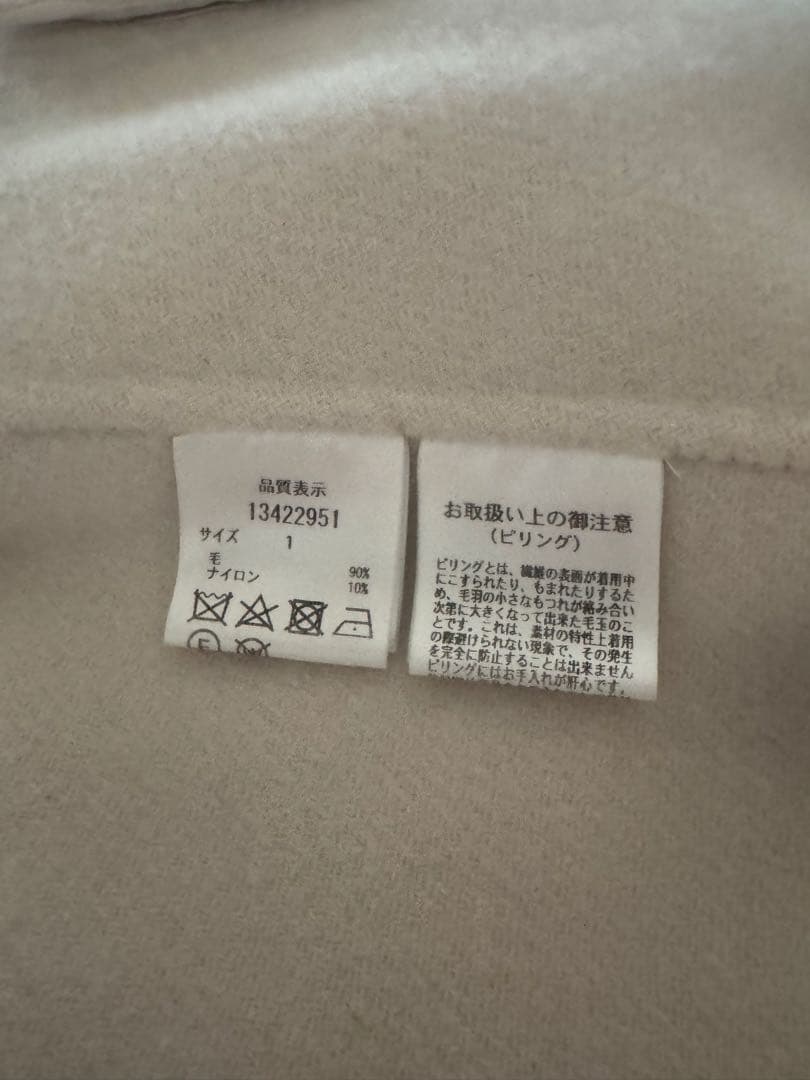 品質表示
13422951
サイズ 1
毛 90%
ナイロン 10%
お取扱い上の御注意
(ピリング)
ピリングとは、繊維の表面が着用中
にこすられたり、もまれたりするた
め、毛羽の小さなもつれが絡み合い
次第に大きくなって出来た毛玉のこ
とです。これは、素材の特性上着用
の際避けられない現象で、その発生
を完全に防止することは出来ません
ピリングにはお手入れが肝心です。